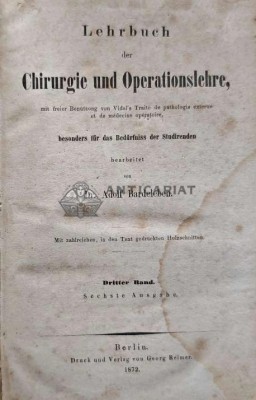 Lehrbuch
der
Chirurgie und Operationslehre,
mit freier Benutzung von Vidal's Traité de pathologie externe
et de médecine opératoire,
besonders für das Bedürfniss der Studirenden
bearbeitet
von
Adolf Bardeleben.
ANTICARIAT
Mit zahlreichen, in den Text gedruckten Holzschnitten.
Dritter Band.
Sechste Ausgabe.
Berlin.
Druck und Verlag von Georg Reimer.
1872.